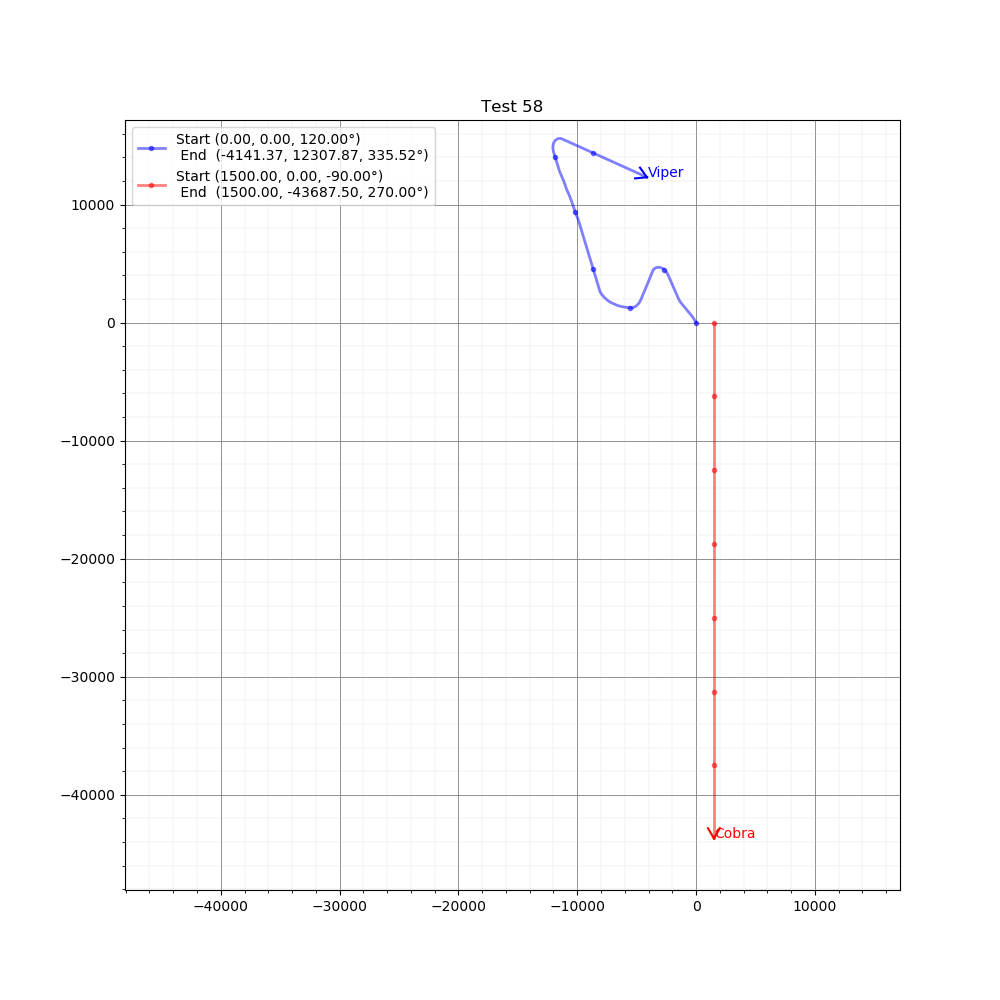 Test 58
Start (0.00, 0.00, 120.00°)
End (-4141.37, 12307.87, 335.52°)
Start (1500.00, 0.00, -90.00°)
End (1500.00, -43687.50, 270.00°)
Viper
Cobra
10000
0
−10000
−20000
−30000
−40000
−40000
−30000
−20000
−10000
0
10000